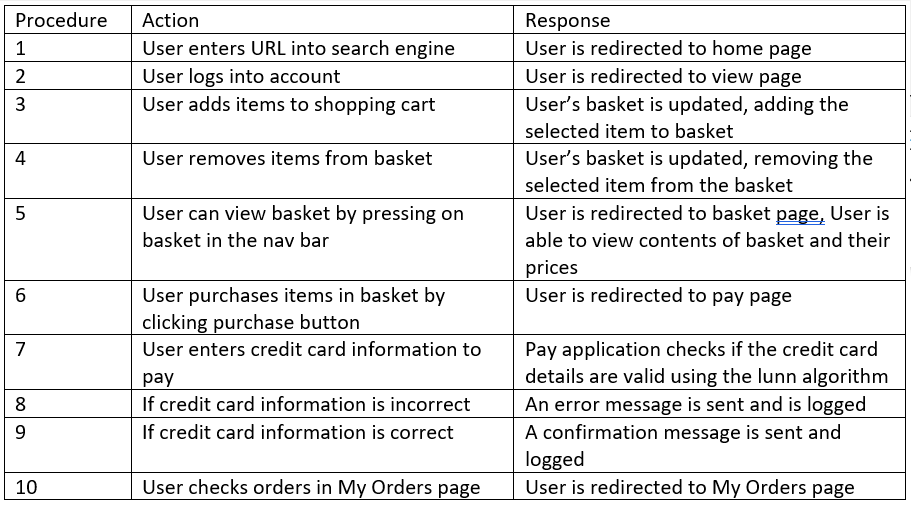 Procedure Action Response
1 User enters URL into search engine User is redirected to home page
2 User logs into account User is redirected to view page
3 User adds items to shopping cart User’s basket is updated, adding the
selected item to basket
4 User removes items from basket User’s basket is updated, removing the
selected item from the basket
5 User can view basket by pressing on User is redirected to basket page, User is
basket in the nav bar able to view contents of basket and their
prices
6 User purchases items in basket by User is redirected to pay page
clicking purchase button
7 User enters credit card information to Pay application checks if the credit card
pay details are valid using the lunn algorithm
8 If credit card information is incorrect An error message is sent and is logged
9 If credit card information is correct A confirmation message is sent and
logged
10 User checks orders in My Orders page User is redirected to My Orders page